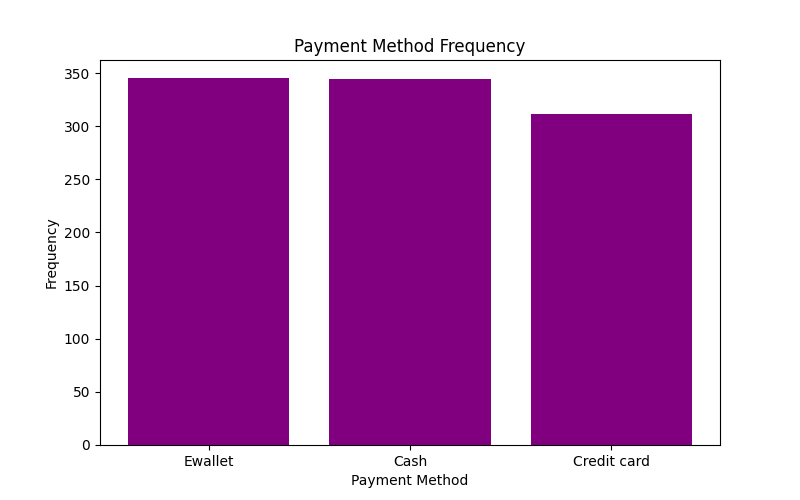 Payment Method Frequency
350
300
250
200
150
100
50
0
Frequency
Ewallet
Cash
Credit card
Payment Method